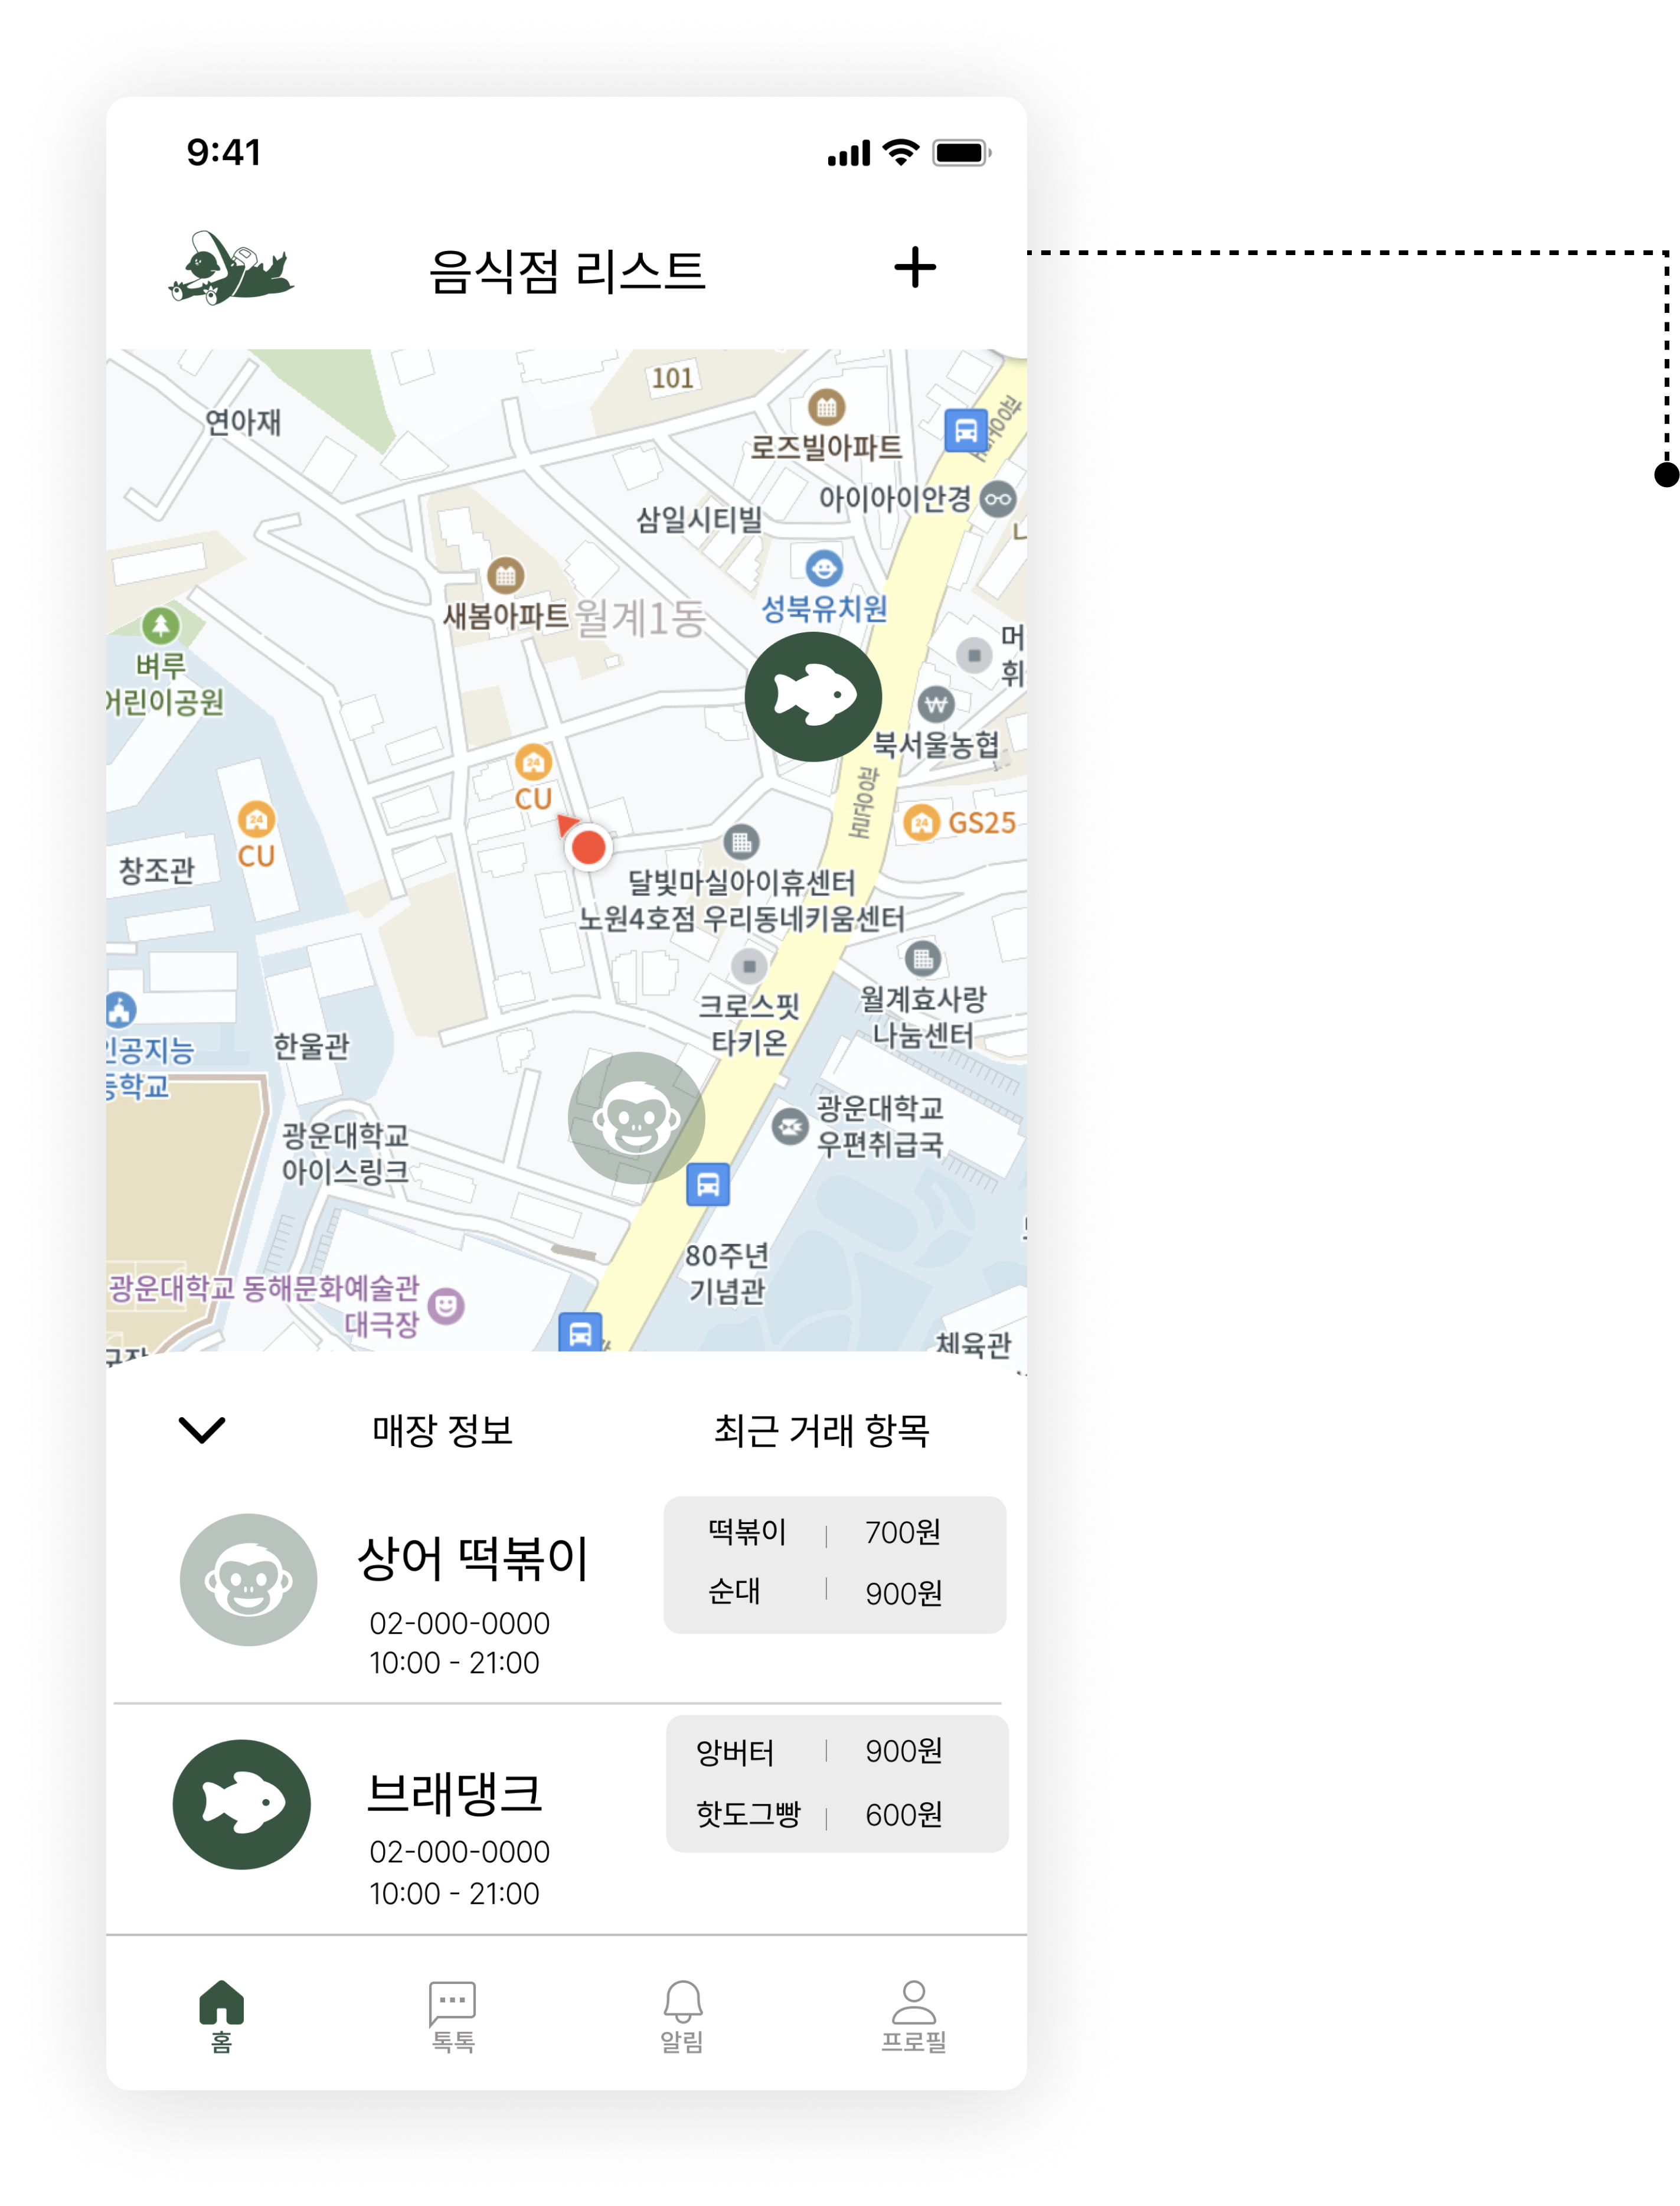 9:41
음식점 리스트
101
연아재
로즈빌아파트
아이아이안경
삼일시티빌
새봄아파트
월계1동
성북유치원
벼루
어린이공원
머
휘
북서울농협
CU
광운로
GS25
CU
창조관
달빛마실아이휴센터
노원4호점 우리동네키움센터
크로스핏
타키온
월계효사랑
나눔센터
인공지능
한울관
등학교
광운대학교
우편취급국
광운대학교
아이스링크
80주년
기념관
광운대학교 동해문화예술관
대극장
체육관
매장 정보
최근 거래 항목
상어 떡볶이
02-000-0000
10:00 - 21:00
떡볶이 700원
순대 900원
브래댕크
02-000-0000
10:00 - 21:00
앙버터 900원
핫도그빵 600원
홈
톡톡
알림
프로필